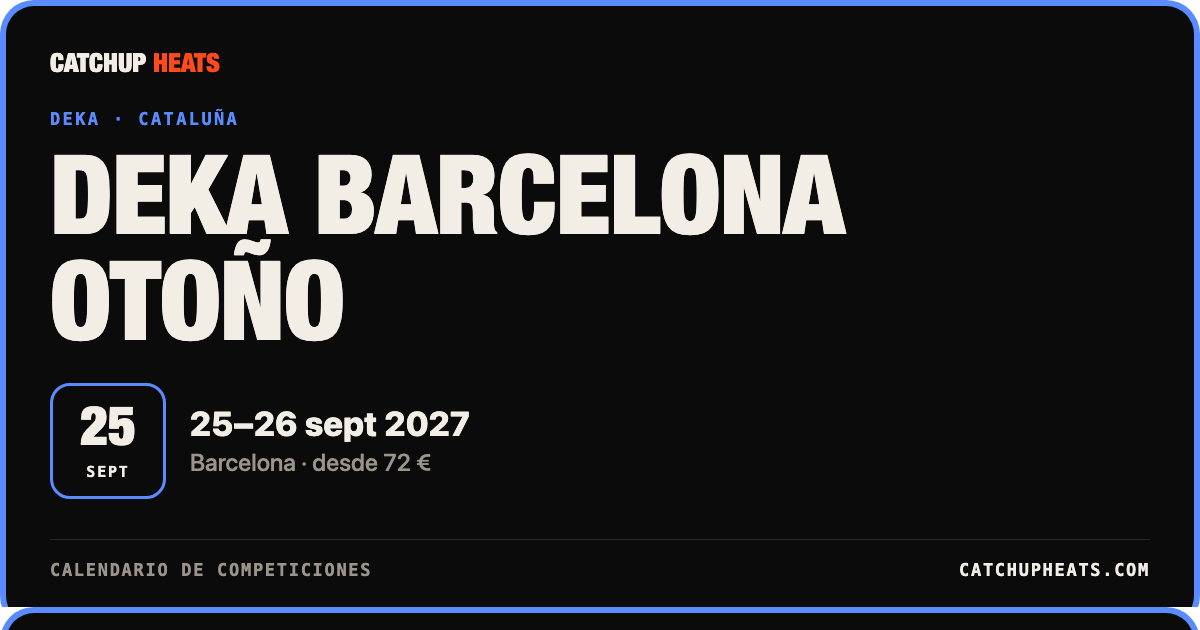 CATCHUP HEATS
DEKA · CATALUÑA
DEKA BARCELONA
OTOÑO
25
SEPT
25–26 sept 2027
Barcelona · desde 72 €
CALENDARIO DE COMPETICIONES
CATCHUPHEATS.COM